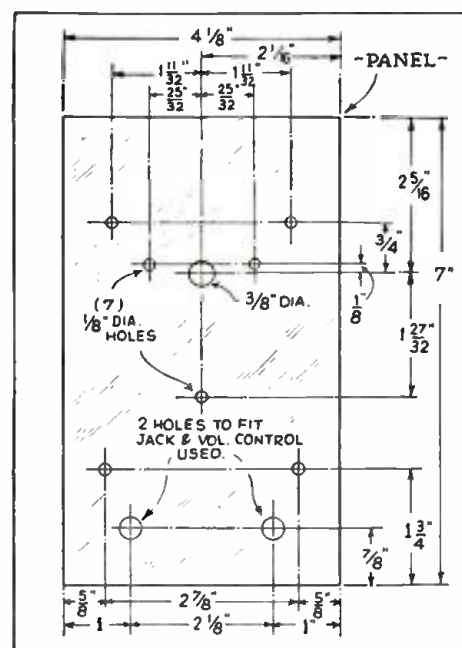 4 1/8"
2 1/16"
-PANEL-
1 11/32" 1 11/32"
25/32 25/32"
2 5/16"
3/4"
7"
3/8" DIA.
1/8"
(7)
1/8" DIA.
HOLES
1 27/32"
2 HOLES TO FIT
JACK & VOL. CONTROL
USED.
1 3/4"
7/8"
5/8" 2 7/8" 5/8"
1 2 1/8" 1"